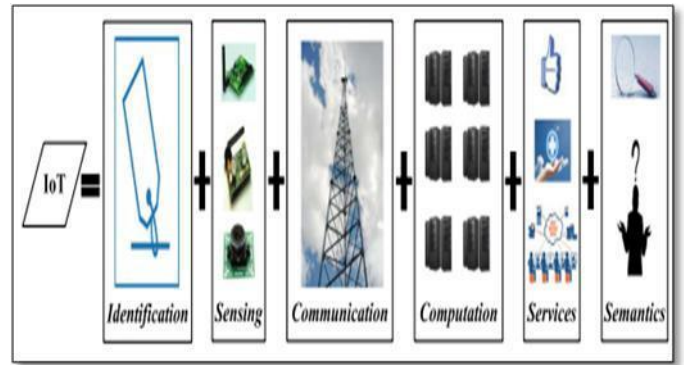 IoT = Identification + Sensing + Communication + Computation + Services + Semantics
?